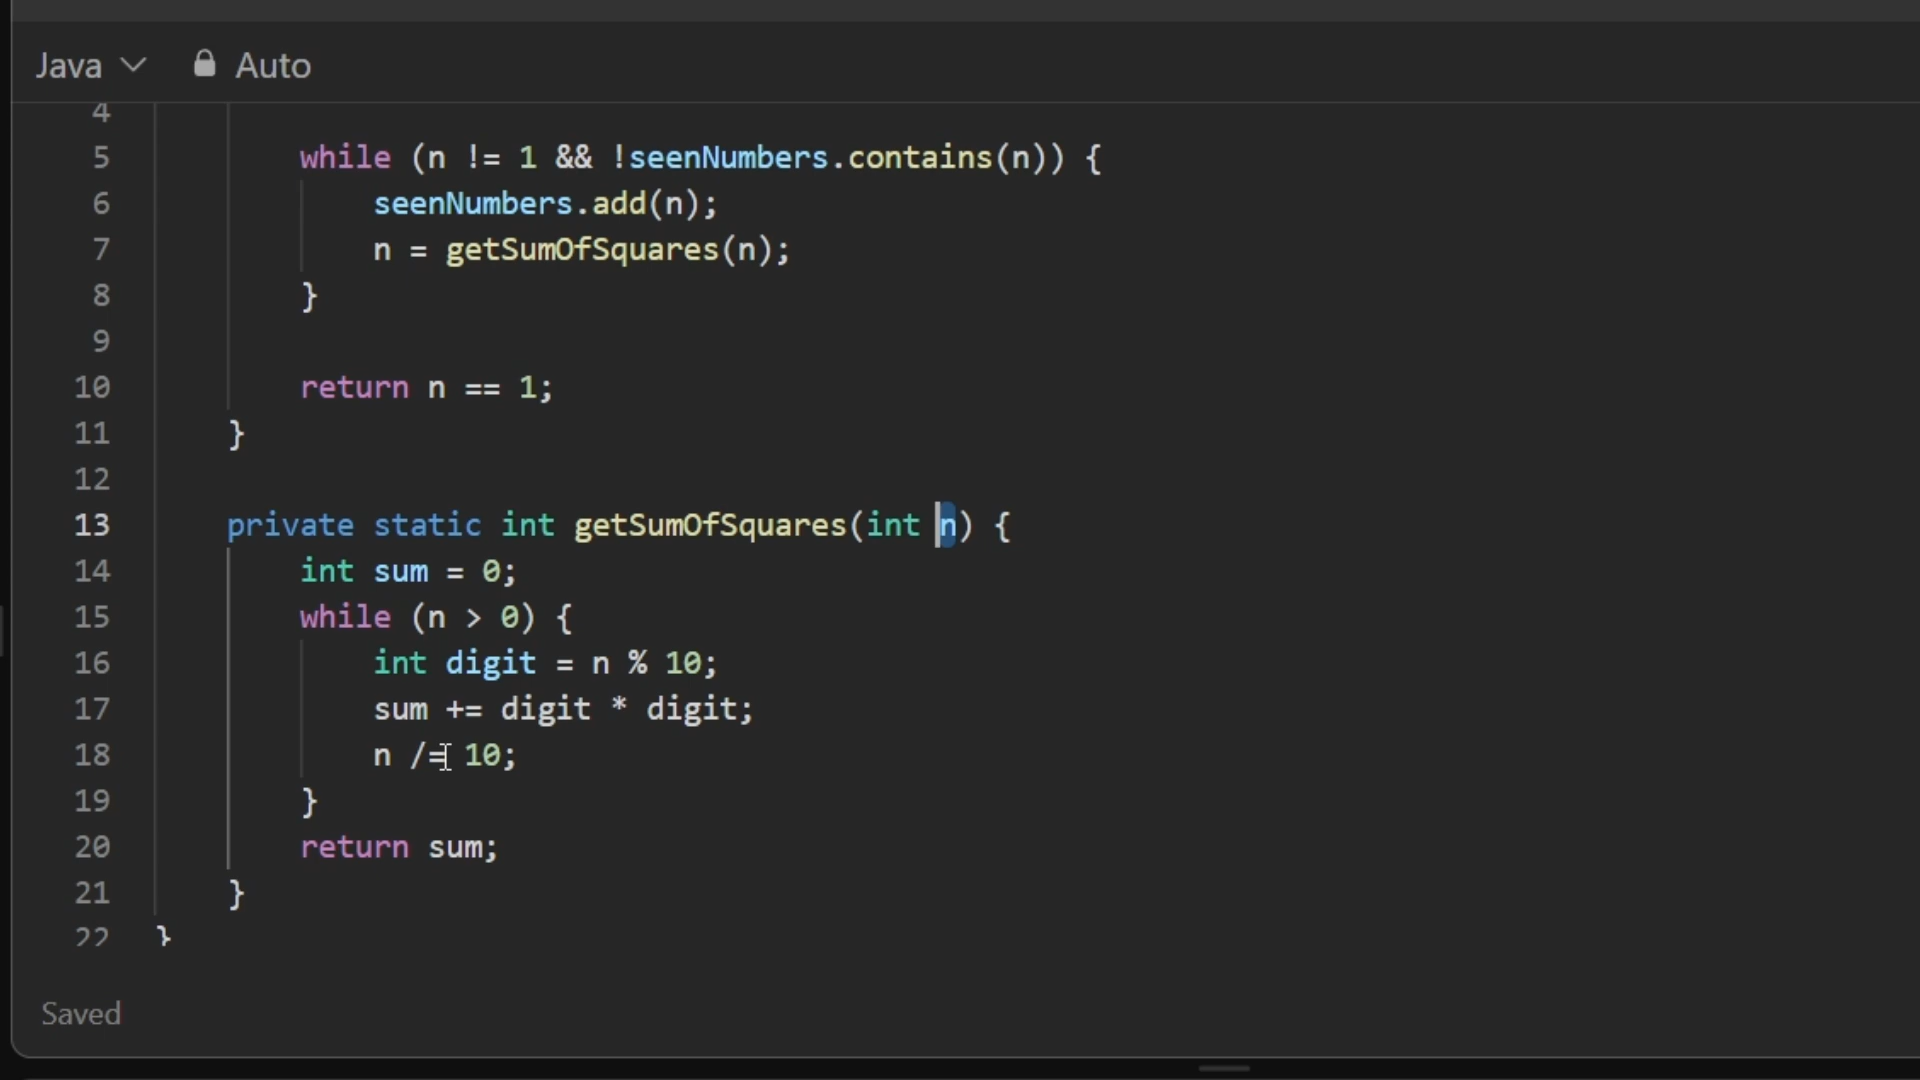 Java Auto
4
5 while (n != 1 && !seenNumbers.contains(n)) {
6 seenNumbers.add(n);
7 n = getSumOfSquares(n);
8 }
9
10 return n == 1;
11 }
12
13 private static int getSumOfSquares(int n) {
14 int sum = 0;
15 while (n > 0) {
16 int digit = n % 10;
17 sum += digit * digit;
18 n /= 10;
19 }
20 return sum;
21 }
22 }
Saved